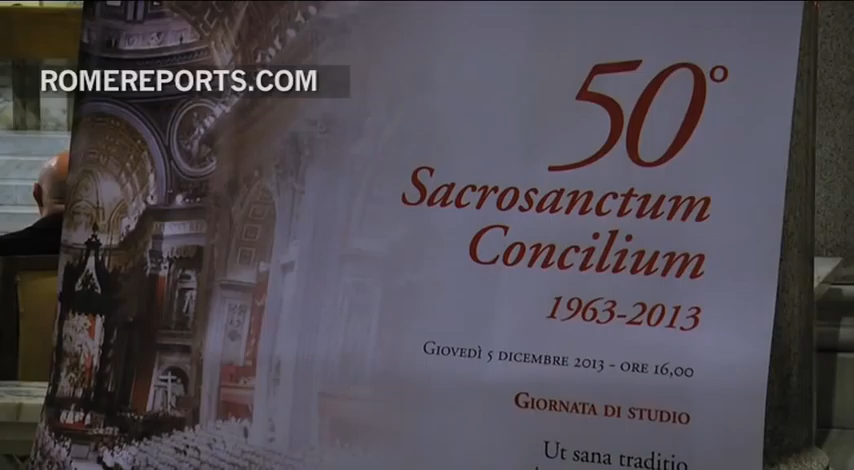 ROMEREPORTS.COM
50°
Sacrosanctum
Concilium
1963-2013
Giovedì 5 dicembre 2013 - ore 16,00
Giornata di studio
Ut sana traditio